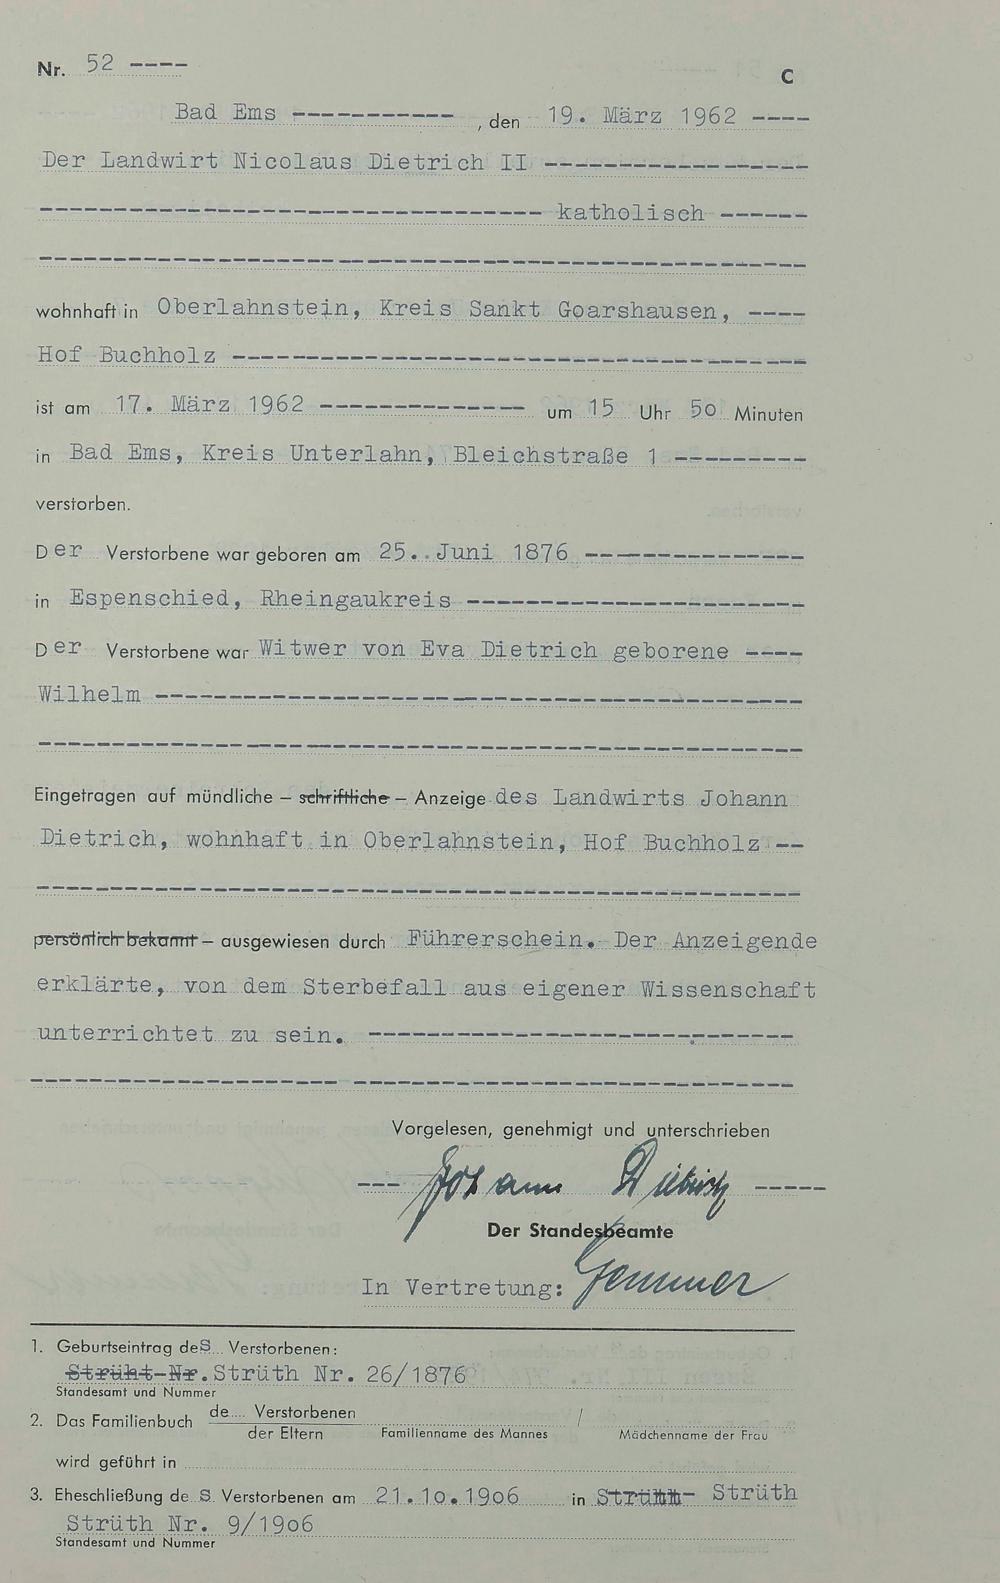 Nr. 52 ----
C
Bad Ems -----------, den 19. März 1962 ----
Der Landwirt Nicolaus Dietrich II ------------------
---------------------------------- katholisch ------
----------------------------------------------------
wohnhaft in Oberlahnstein, Kreis Sankt Goarshausen, ----
Hof Buchholz ---------------------------------------
ist am 17. März 1962 -------------- um 15 Uhr 50 Minuten
in Bad Ems, Kreis Unterlahn, Bleichstraße 1 ---------
verstorben.
Der Verstorbene war geboren am 25. Juni 1876 ---------------
in Espenschied, Rheingaukreis -----------------------
Der Verstorbene war Witwer von Eva Dietrich geborene ----
Wilhelm --------------------------------------------
----------------------------------------------------
Eingetragen auf mündliche – schriftliche – Anzeige des Landwirts Johann
Dietrich, wohnhaft in Oberlahnstein, Hof Buchholz --
----------------------------------------------------
persönlich bekannt – ausgewiesen durch Führerschein. Der Anzeigende
erklärte, von dem Sterbefall aus eigener Wissenschaft
unterrichtet zu sein. -----------------------------
--------------------- ------------------------------
Vorgelesen, genehmigt und unterschrieben
--- Johann Dietrich -----
Der Standesbeamte
In Vertretung: Gemmer
1. Geburtseintrag des Verstorbenen:
Strüht-Nr. Strüth Nr. 26/1876
Standesamt und Nummer
2. Das Familienbuch de Verstorbenen /
der Eltern Familienname des Mannes Mädchenname der Frau
wird geführt in
3. Eheschließung des Verstorbenen am 21.10.1906 in Strüth
Strüth Nr. 9/1906
Standesamt und Nummer